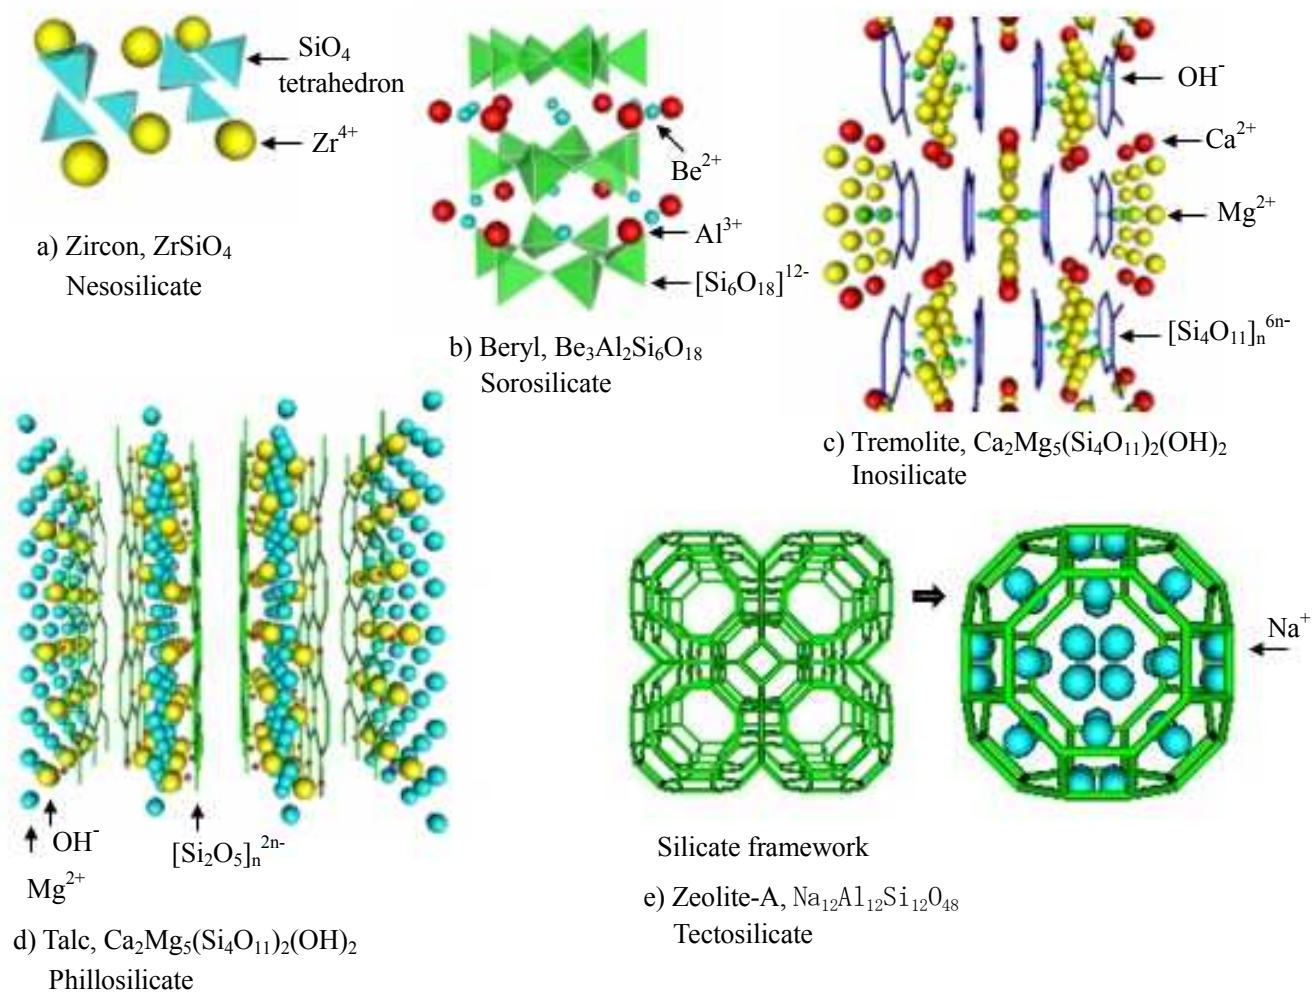 SiO₄
tetrahedron
Zr⁴⁺
a) Zircon, ZrSiO₄
Nesosilicate
Be²⁺
Al³⁺
[Si₆O₁₈]¹²⁻
b) Beryl, Be₃Al₂Si₆O₁₈
Sorosilicate
OH⁻
Ca²⁺
Mg²⁺
[Si₄O₁₁]ₙ⁶ⁿ⁻
c) Tremolite, Ca₂Mg₅(Si₄O₁₁)₂(OH)₂
Inosilicate
OH⁻
Mg²⁺
[Si₂O₅]ₙ²ⁿ⁻
d) Talc, Ca₂Mg₅(Si₄O₁₁)₂(OH)₂
Phillosilicate
Na⁺
Silicate framework
e) Zeolite-A, Na₁₂Al₁₂Si₁₂O₄₈
Tectosilicate